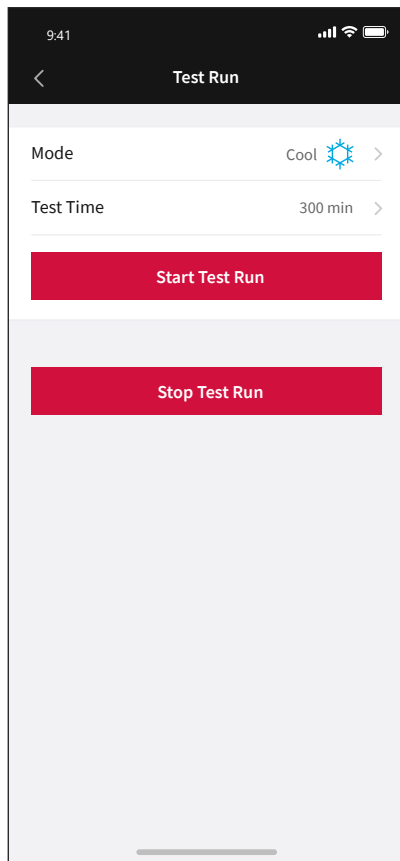 9:41
Test Run
Mode Cool
Test Time 300 min
Start Test Run
Stop Test Run